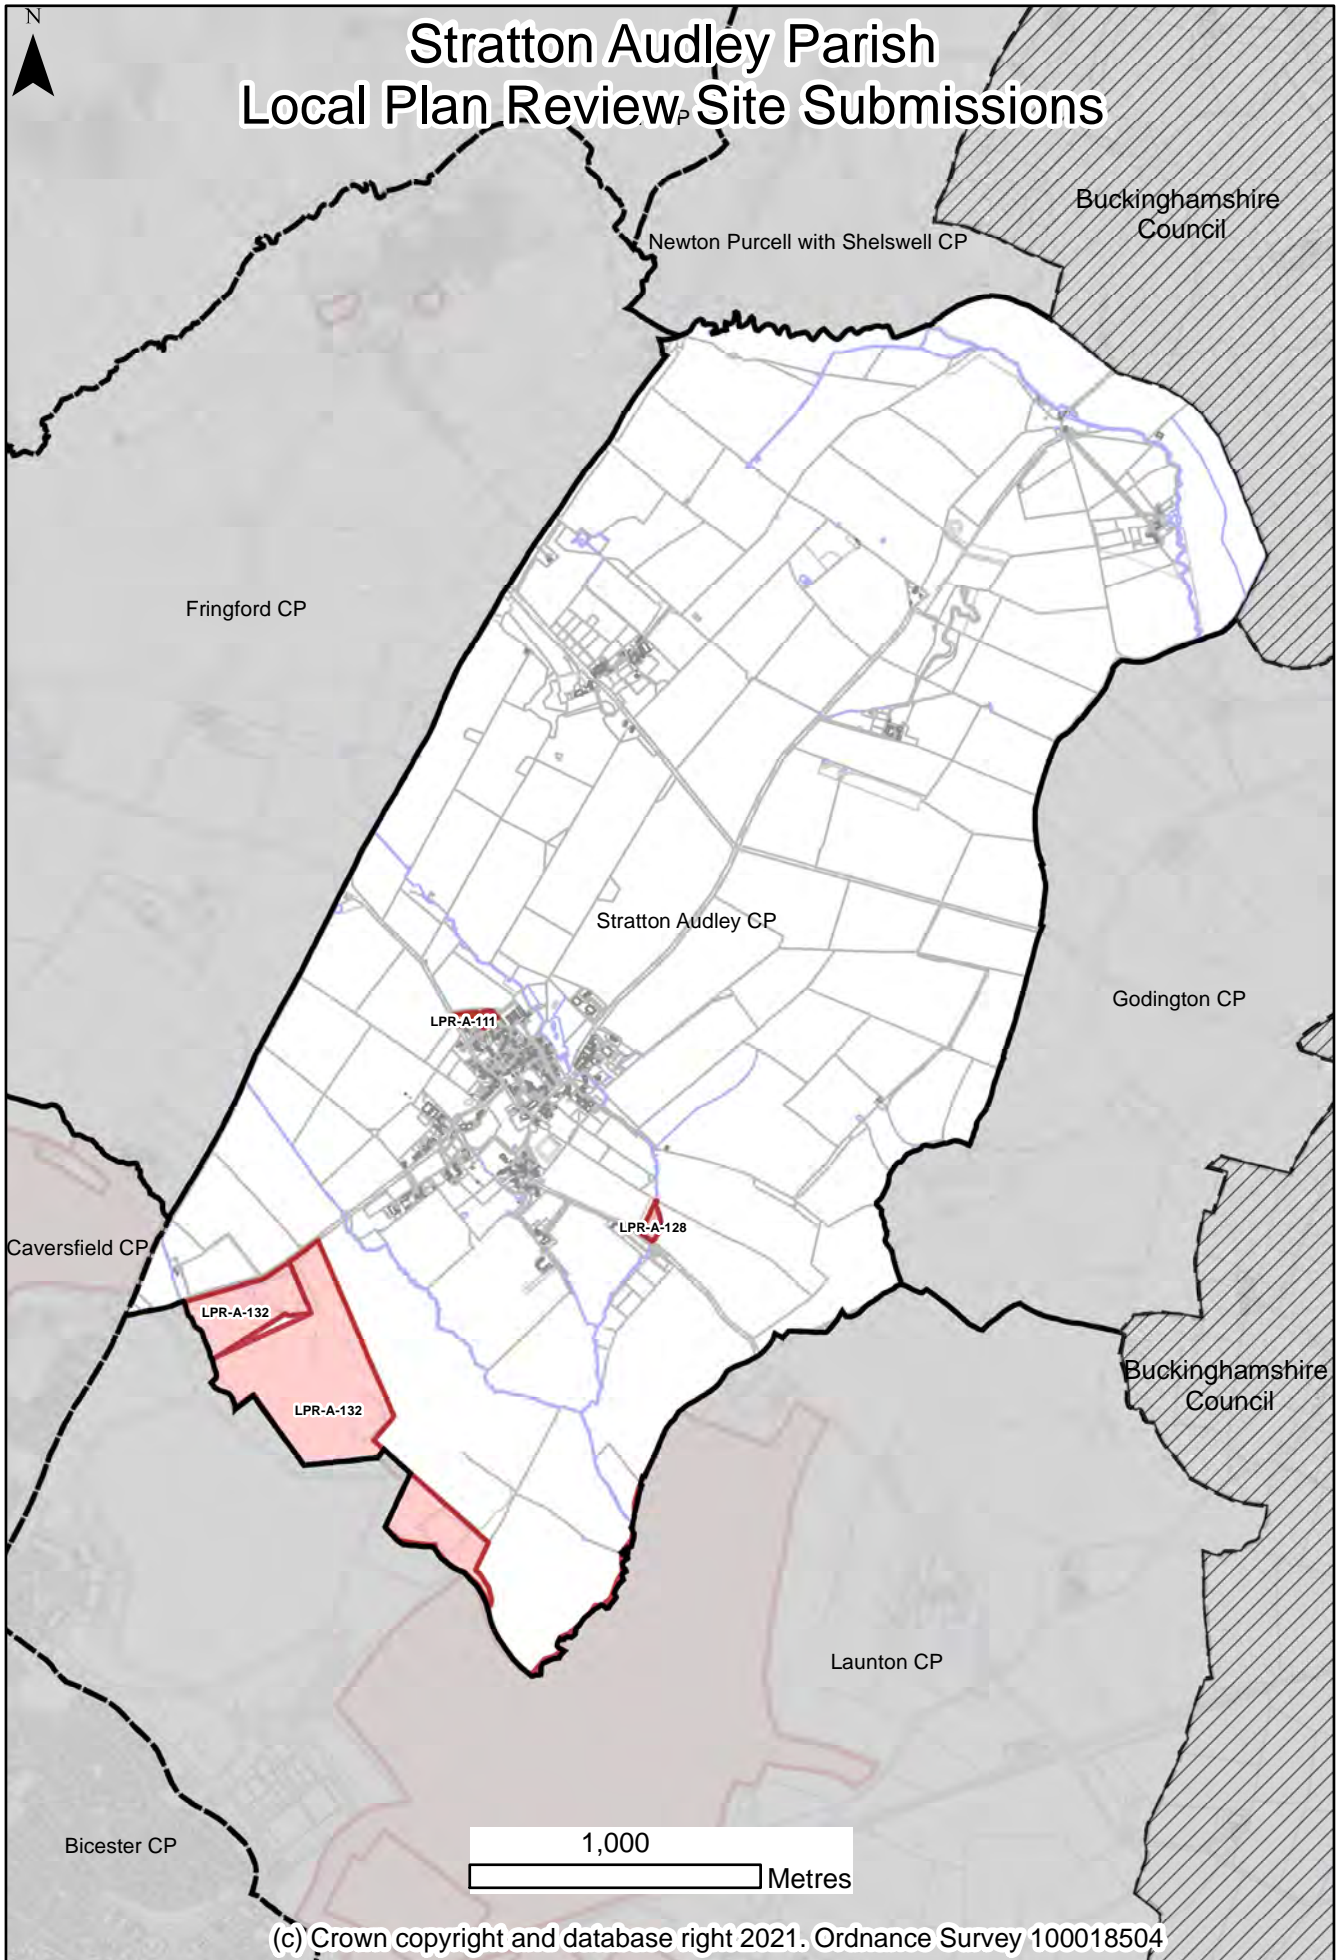 N
Stratton Audley Parish
Local Plan Review Site Submissions
P
Buckinghamshire
Council
Newton Purcell with Shelswell CP
Fringford CP
Stratton Audley CP
Godington CP
LPR-A-111
LPR-A-128
Caversfield CP
LPR-A-132
LPR-A-132
Buckinghamshire
Council
Launton CP
Bicester CP
1,000
Metres
(c) Crown copyright and database right 2021. Ordnance Survey 100018504